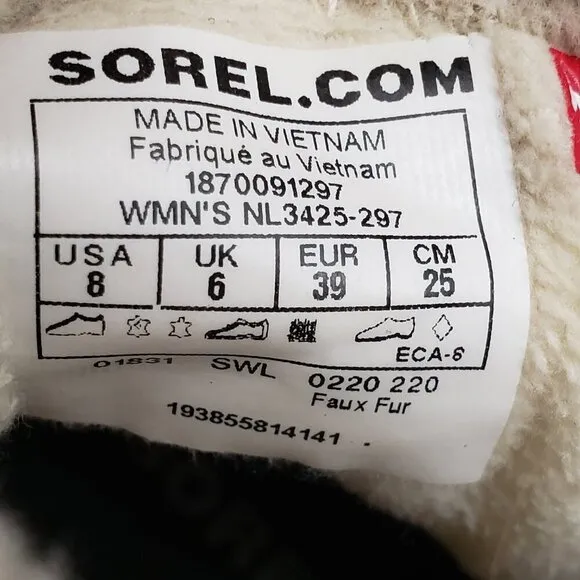 SOREL.COM
MADE IN VIETNAM
Fabriqué au Vietnam
1870091297
WMN'S NL3425-297
USA UK EUR CM
8 6 39 25
ECA-6
01831 SWL 0220 220
Faux Fur
193855814141 .